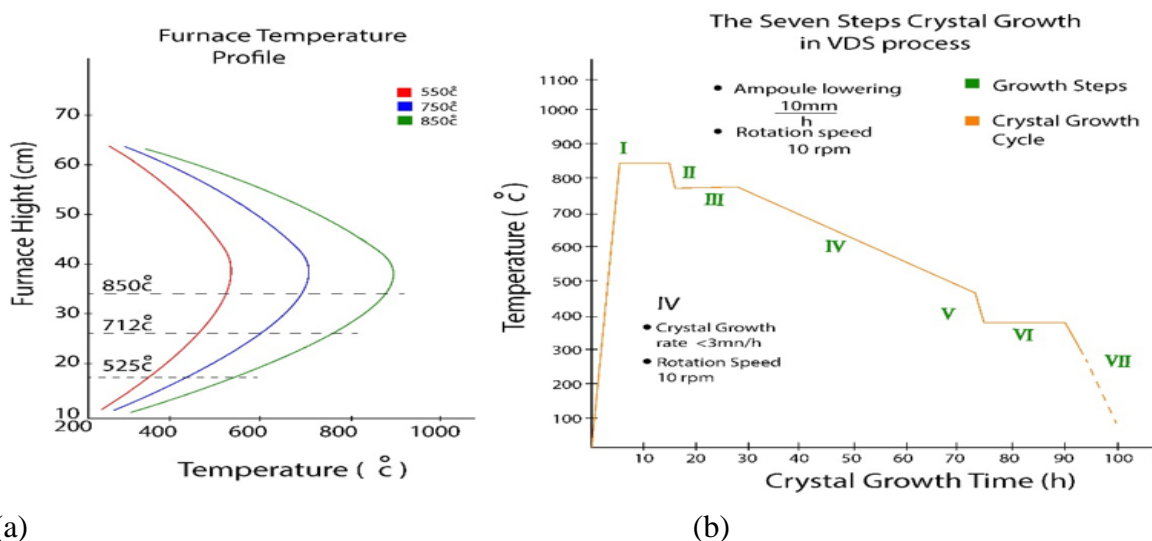 Furnace Temperature
Profile
550c̊
750c̊
850c̊
Furnace Hight (cm)
70
60
50
40
30
20
10
850c̊
712c̊
525c̊
200
400
600
800
1000
Temperature ( c̊ )
(a)
The Seven Steps Crystal Growth
in VDS process
• Ampoule lowering
10mm
h
• Rotation speed
10 rpm
Growth Steps
Crystal Growth
Cycle
Temperature ( c̊ )
1100
1000
900
800
700
600
500
400
300
200
100
I
II
III
IV
V
VI
VII
IV
• Crystal Growth
rate <3mn/h
• Rotation Speed
10 rpm
10
20
30
40
50
60
70
80
90
100
Crystal Growth Time (h)
(b)